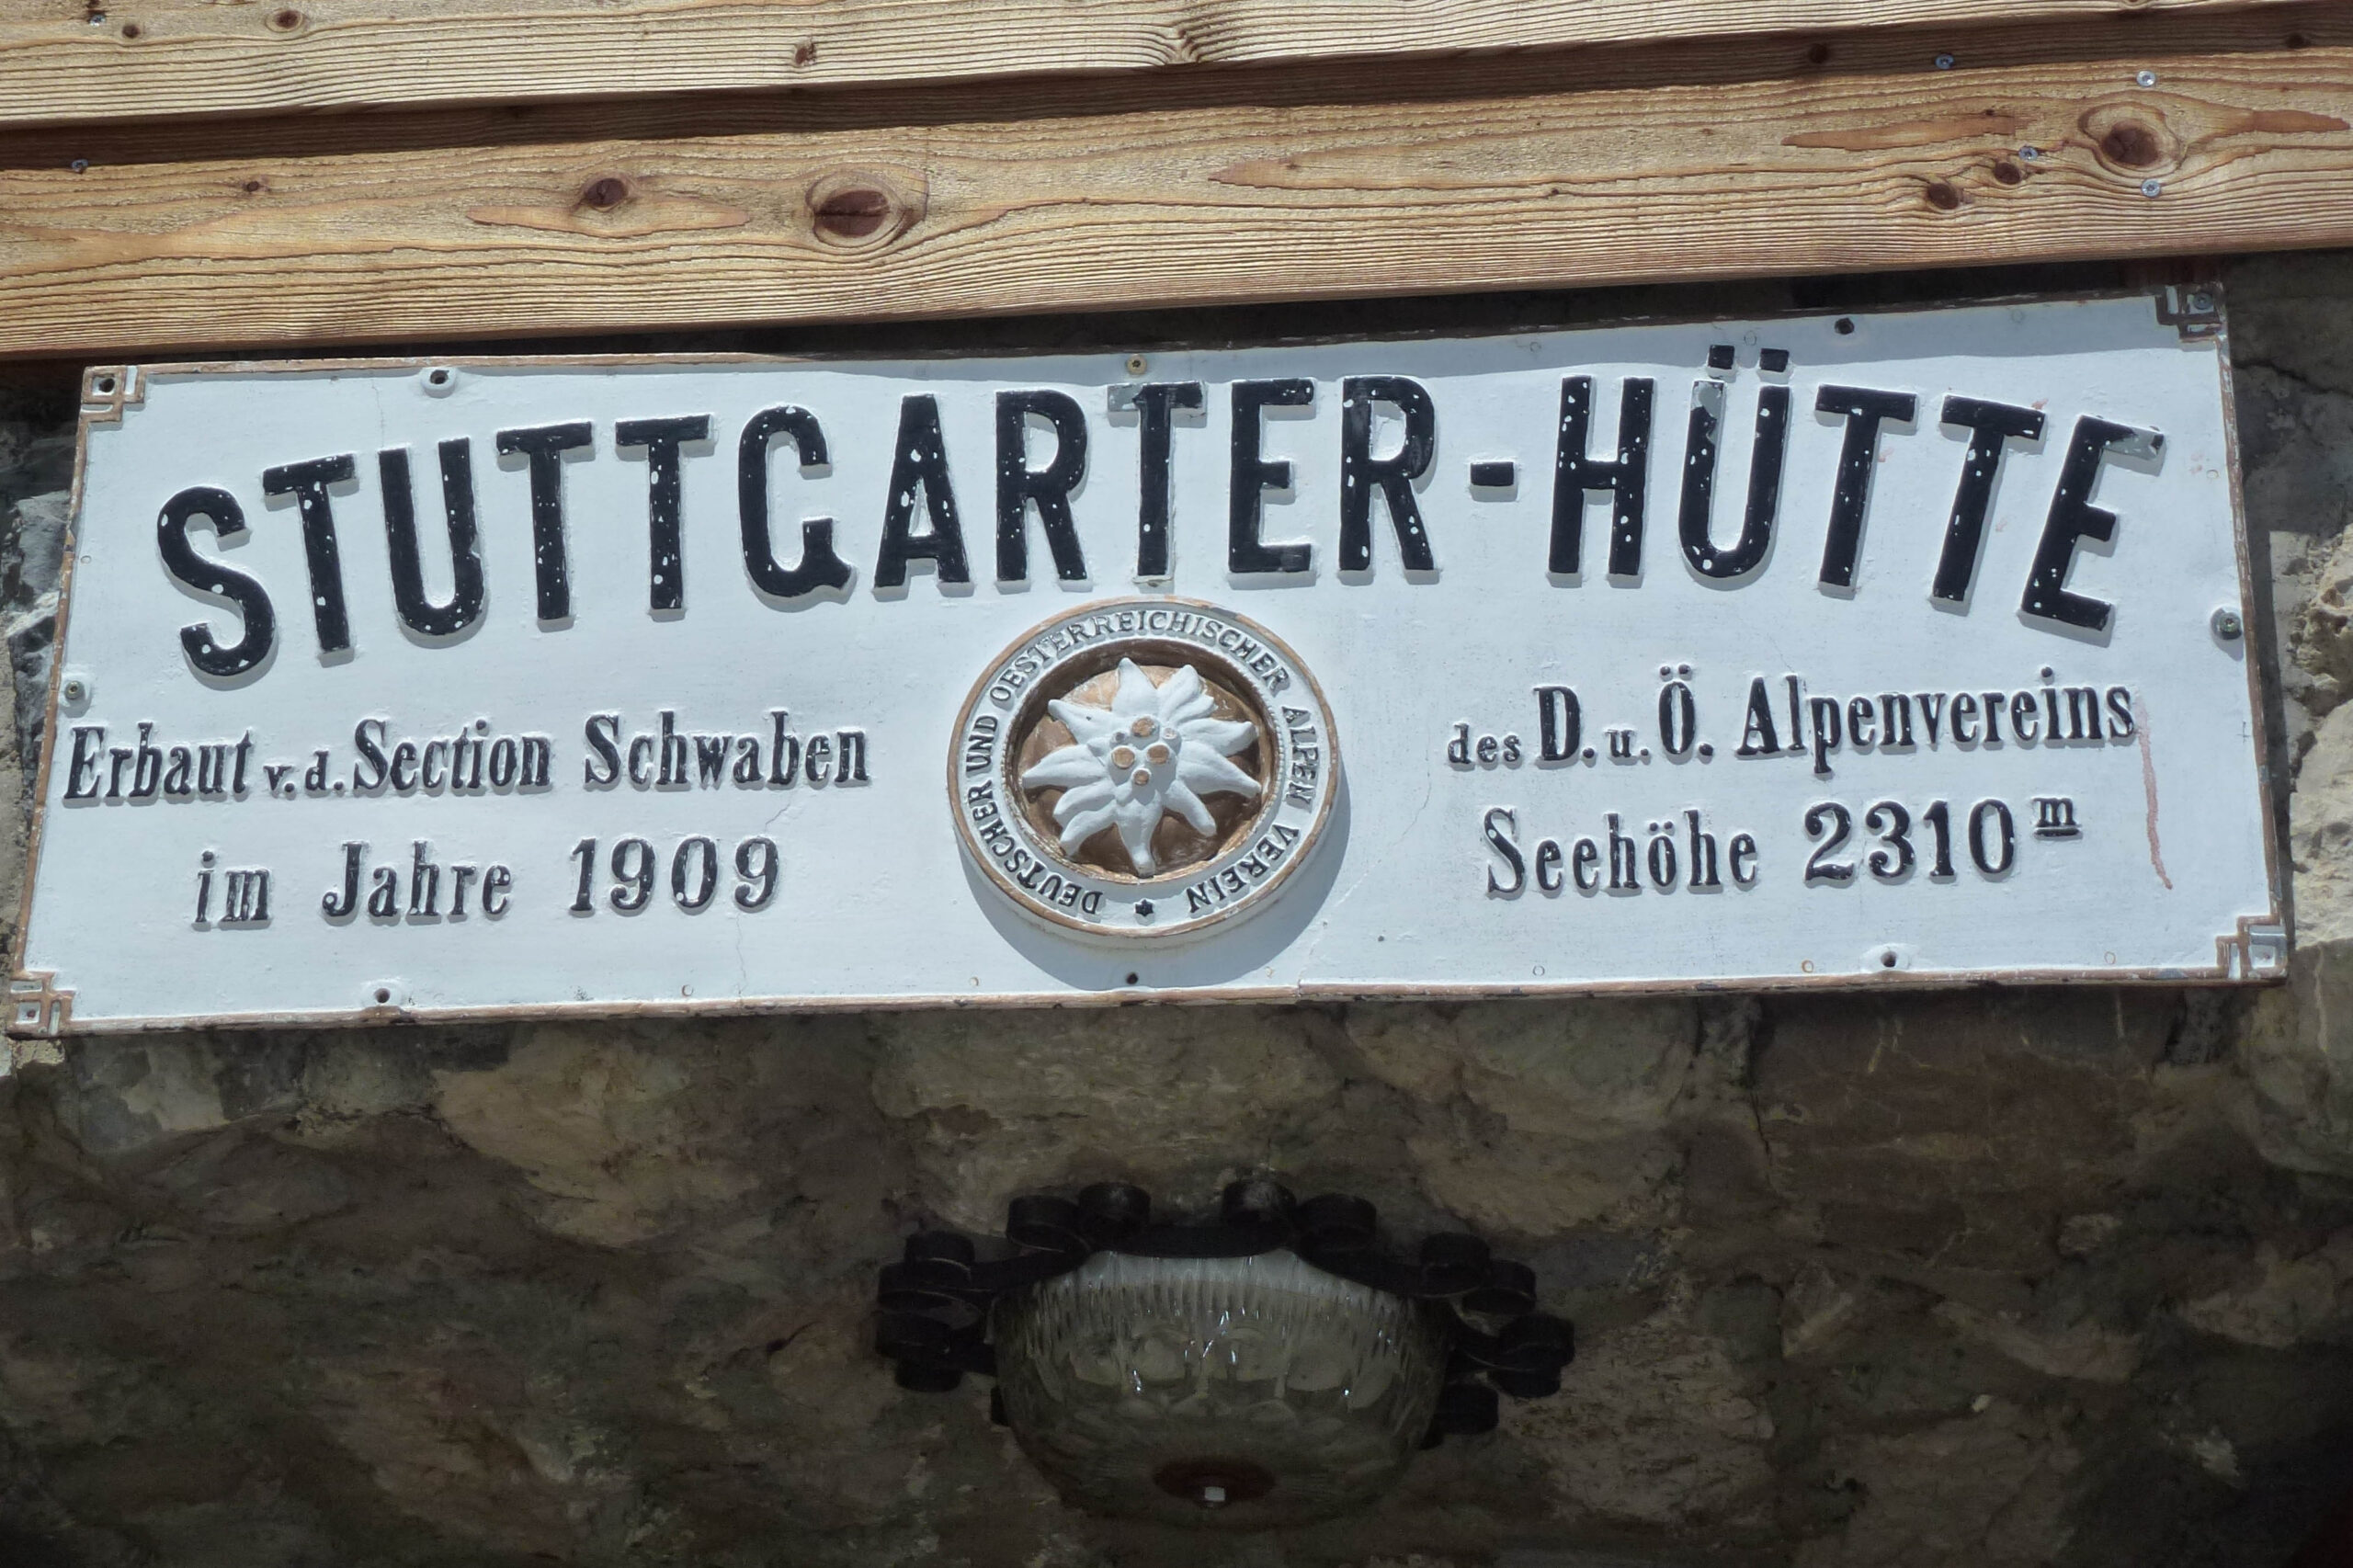 STUTTGARTER-HÜTTE
Erbaut v. d. Section Schwaben
im Jahre 1909
DEUTSCHER UND OESTERREICHISCHER ALPEN VEREIN
des D. u. Ö. Alpenvereins
Seehöhe 2310 m